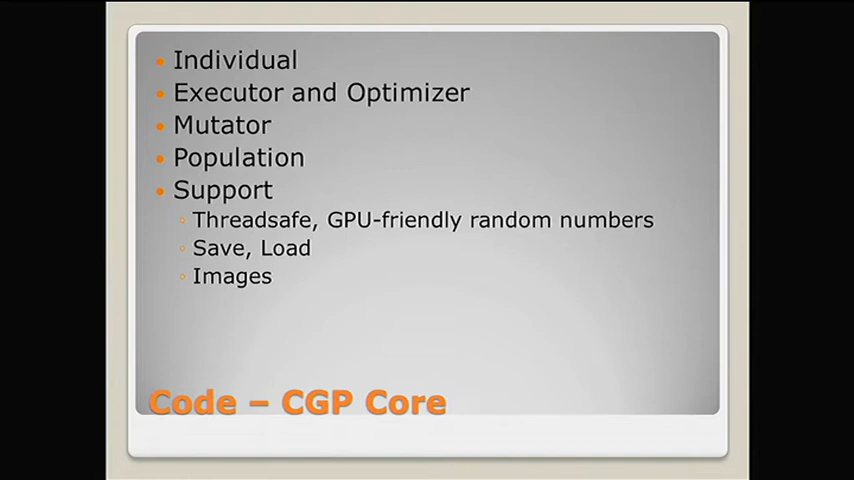 Individual
Executor and Optimizer
Mutator
Population
Support
Threadsafe, GPU-friendly random numbers
Save, Load
Images
Code – CGP Core